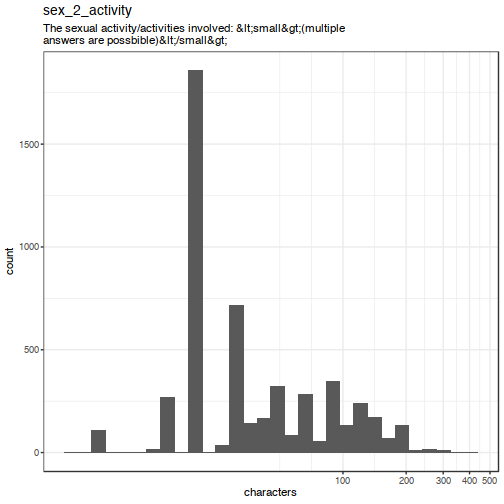 sex_2_activity
The sexual activity/activities involved: &lt;small&gt;(multiple
answers are possbible)&lt;/small&gt;
1500
1000
500
0
count
100 200 300 400 500
characters